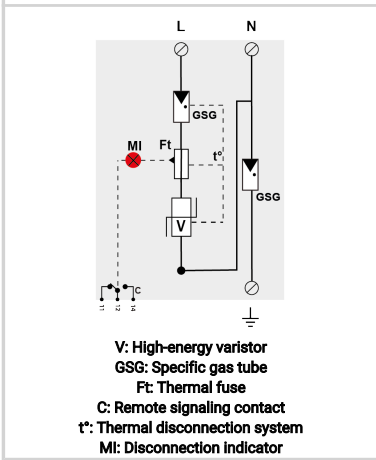 L N
GSG
MI Ft
t°
GSG
V
C
11 12 14
V: High-energy varistor
GSG: Specific gas tube
Ft: Thermal fuse
C: Remote signaling contact
t°: Thermal disconnection system
MI: Disconnection indicator